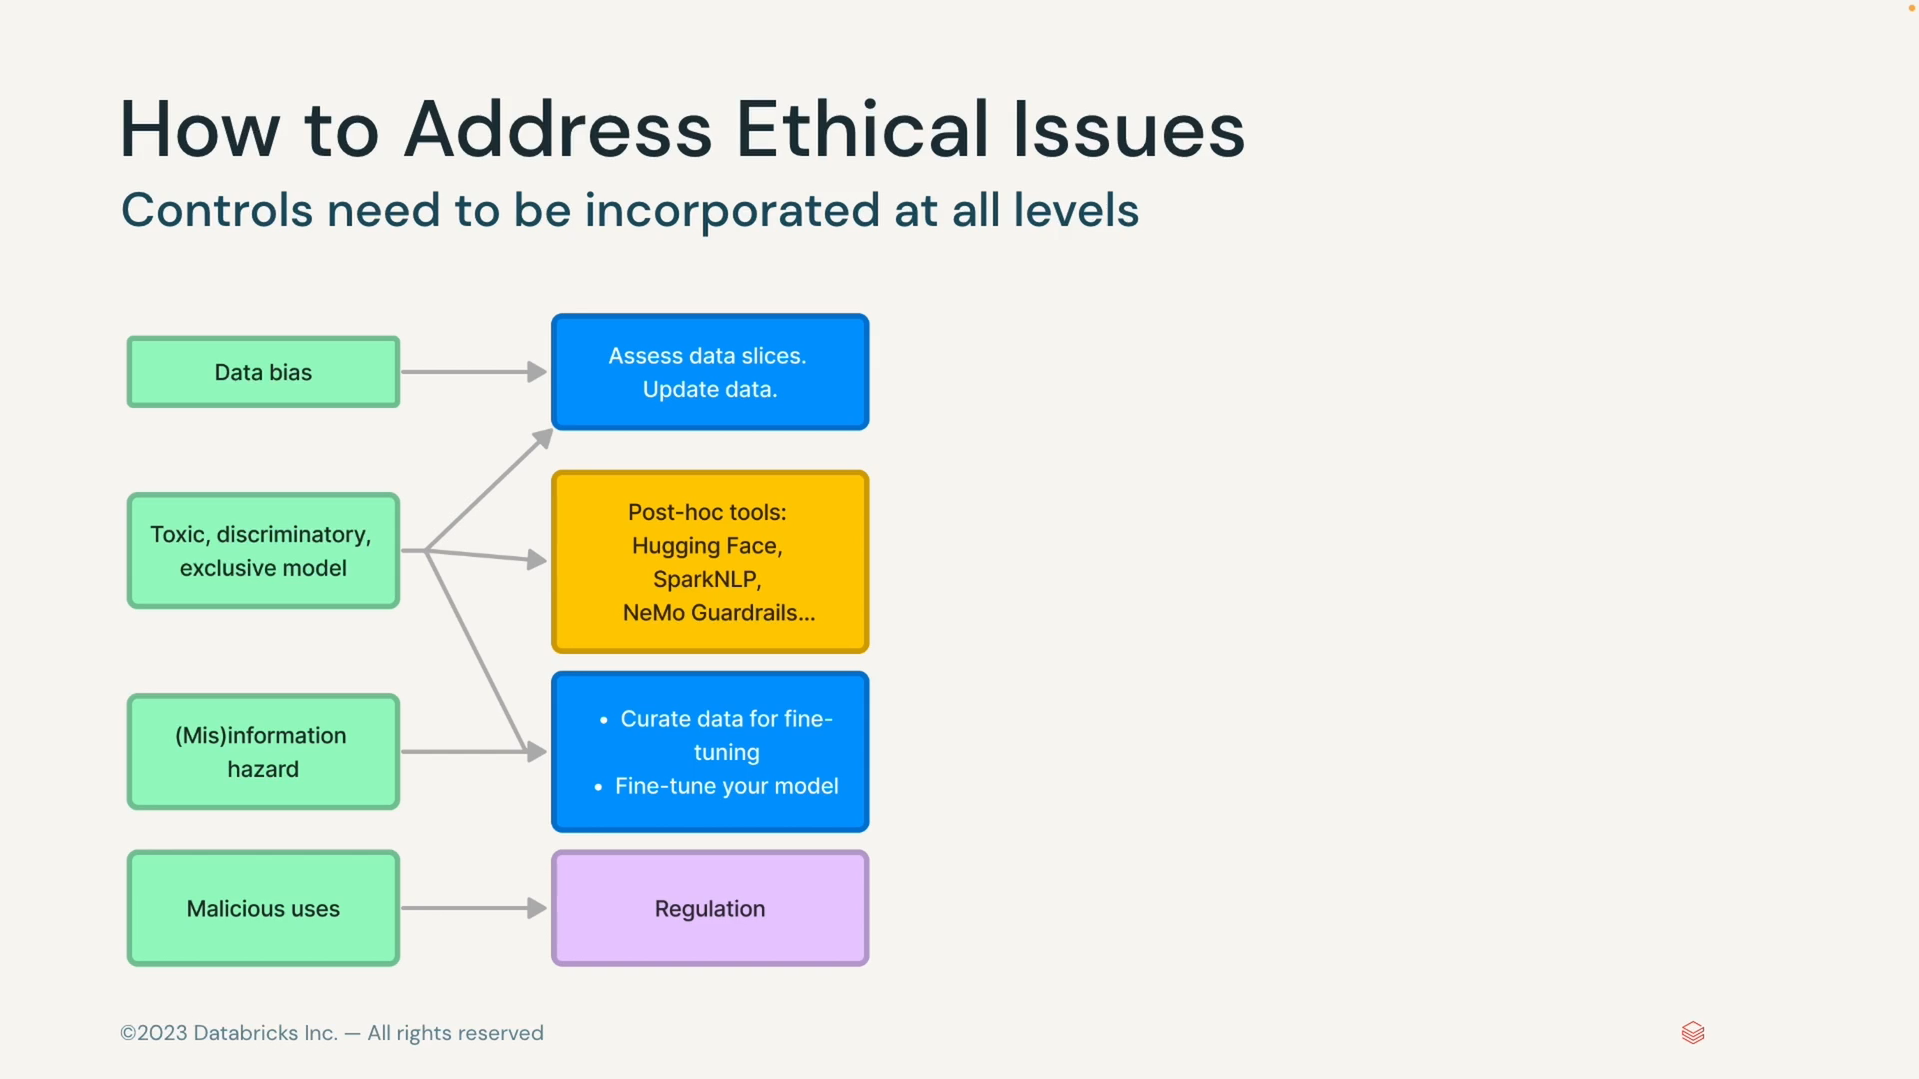 How to Address Ethical Issues
Controls need to be incorporated at all levels
Data bias
Assess data slices.
Update data.
Toxic, discriminatory,
exclusive model
Post-hoc tools:
Hugging Face,
SparkNLP,
NeMo Guardrails...
(Mis)information
hazard
• Curate data for fine-
tuning
• Fine-tune your model
Malicious uses
Regulation
©2023 Databricks Inc. — All rights reserved